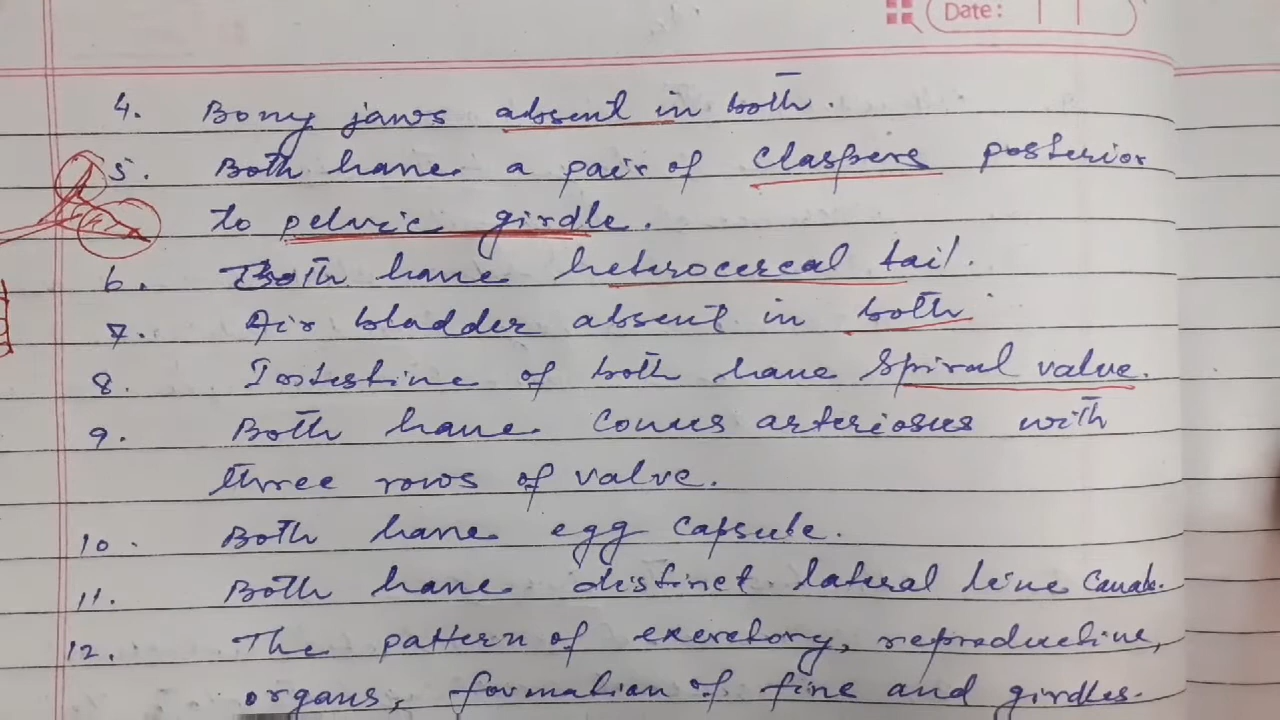 Date:
4. Bony jaws absent in both.
5. Both have a pair of claspers posterior
to pelvic girdle.
6. Both have heterocercal tail.
7. Air bladder absent in both
8. Intestine of both have spiral valve.
9. Both have conus arteriosus with
three rows of valve.
10. Both have egg capsule.
11. Both have distinct lateral line canals.
12. The pattern of excretory, reproductive,
organs, formation of fine and girdles.